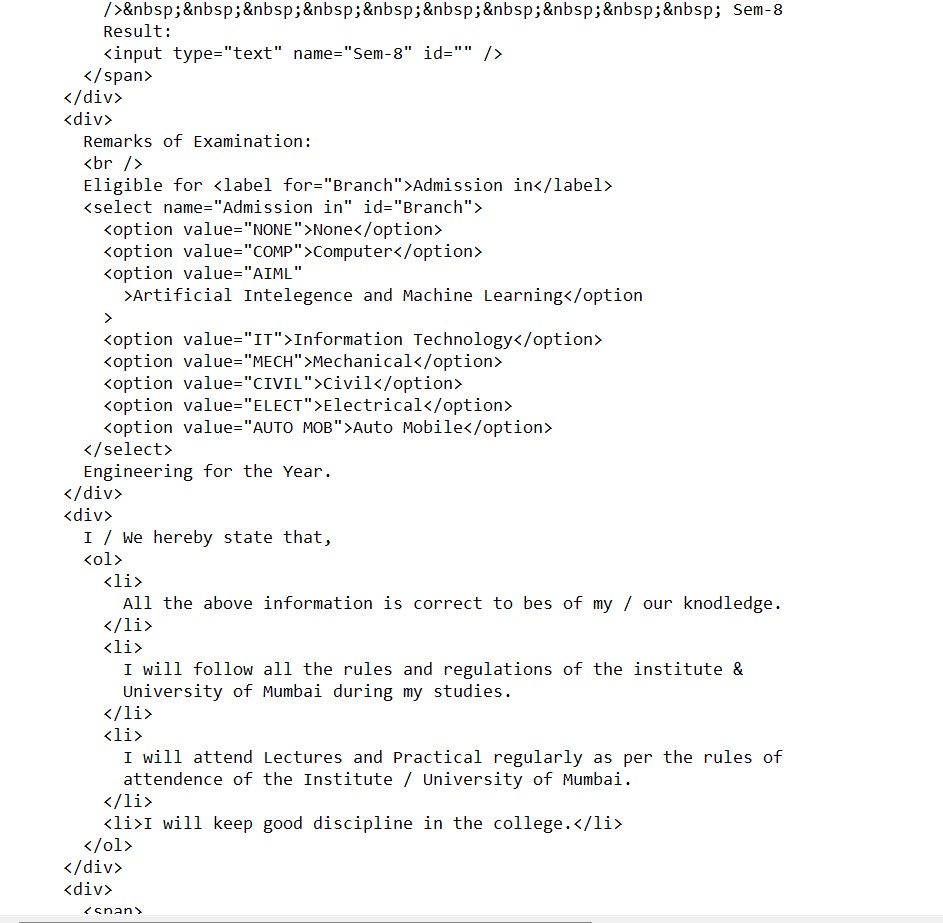 />&nbsp;&nbsp;&nbsp;&nbsp;&nbsp;&nbsp;&nbsp;&nbsp;&nbsp;&nbsp; Sem-8
Result:
<input type="text" name="Sem-8" id="" />
</span>
</div>
<div>
Remarks of Examination:
<br />
Eligible for <label for="Branch">Admission in</label>
<select name="Admission in" id="Branch">
<option value="NONE">None</option>
<option value="COMP">Computer</option>
<option value="AIML"
>Artificial Intelegence and Machine Learning</option
>
<option value="IT">Information Technology</option>
<option value="MECH">Mechanical</option>
<option value="CIVIL">Civil</option>
<option value="ELECT">Electrical</option>
<option value="AUTO MOB">Auto Mobile</option>
</select>
Engineering for the Year.
</div>
<div>
I / We hereby state that,
<ol>
<li>
All the above information is correct to bes of my / our knodledge.
</li>
<li>
I will follow all the rules and regulations of the institute &
University of Mumbai during my studies.
</li>
<li>
I will attend Lectures and Practical regularly as per the rules of
attendence of the Institute / University of Mumbai.
</li>
<li>I will keep good discipline in the college.</li>
</ol>
</div>
<div>
<span>